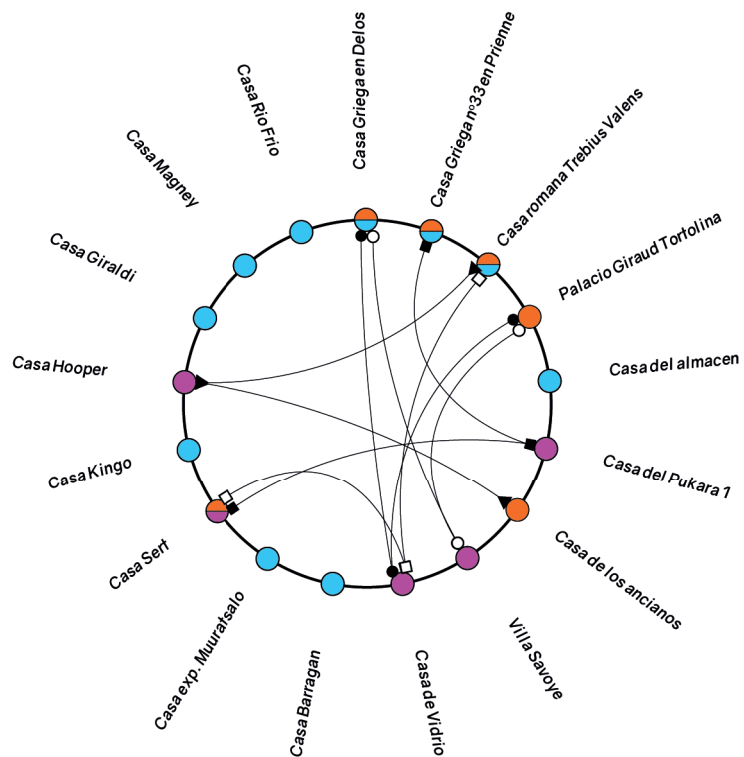 Casa Griega en Delos
Casa Griega nº33 en Prienne
Casa romana Trebius Valens
Palacio Giraud Tortolina
Casa del almacen
Casa del Pukara 1
Casa de los ancianos
Villa Savoye
Casa de Vidrio
Casa Barragan
Casa exp. Muuratsalo
Casa Sert
Casa Kingo
Casa Hooper
Casa Giraldi
Casa Magney
Casa Rio Frio